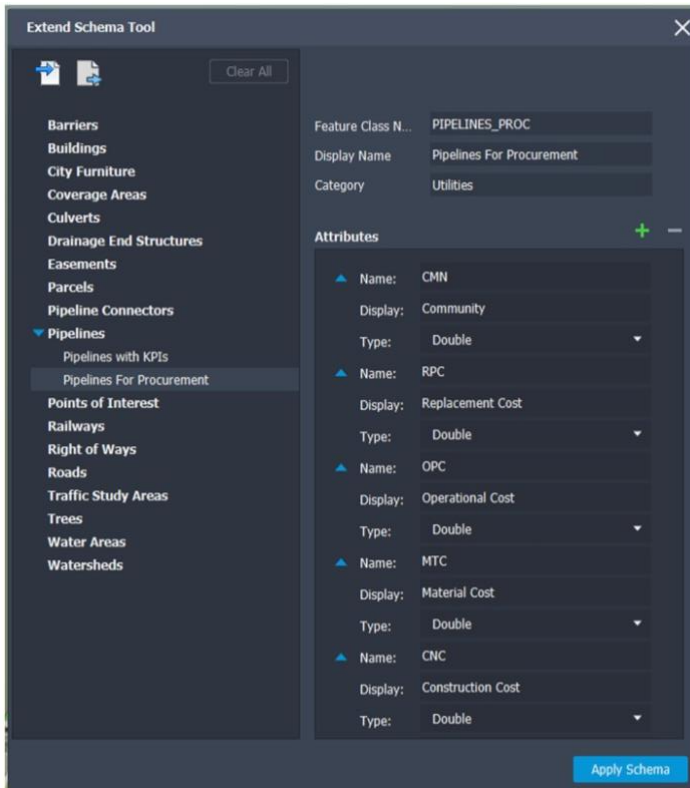 Extend Schema Tool
Clear All
Barriers
Buildings
City Furniture
Coverage Areas
Culverts
Drainage End Structures
Easements
Parcels
Pipeline Connectors
Pipelines
Pipelines with KPIs
Pipelines For Procurement
Points of Interest
Railways
Right of Ways
Roads
Traffic Study Areas
Trees
Water Areas
Watersheds
Feature Class N... PIPELINES_PROC
Display Name Pipelines For Procurement
Category Utilities
Attributes
Name: CMN
Display: Community
Type: Double
Name: RPC
Display: Replacement Cost
Type: Double
Name: OPC
Display: Operational Cost
Type: Double
Name: MTC
Display: Material Cost
Type: Double
Name: CNC
Display: Construction Cost
Type: Double
Apply Schema